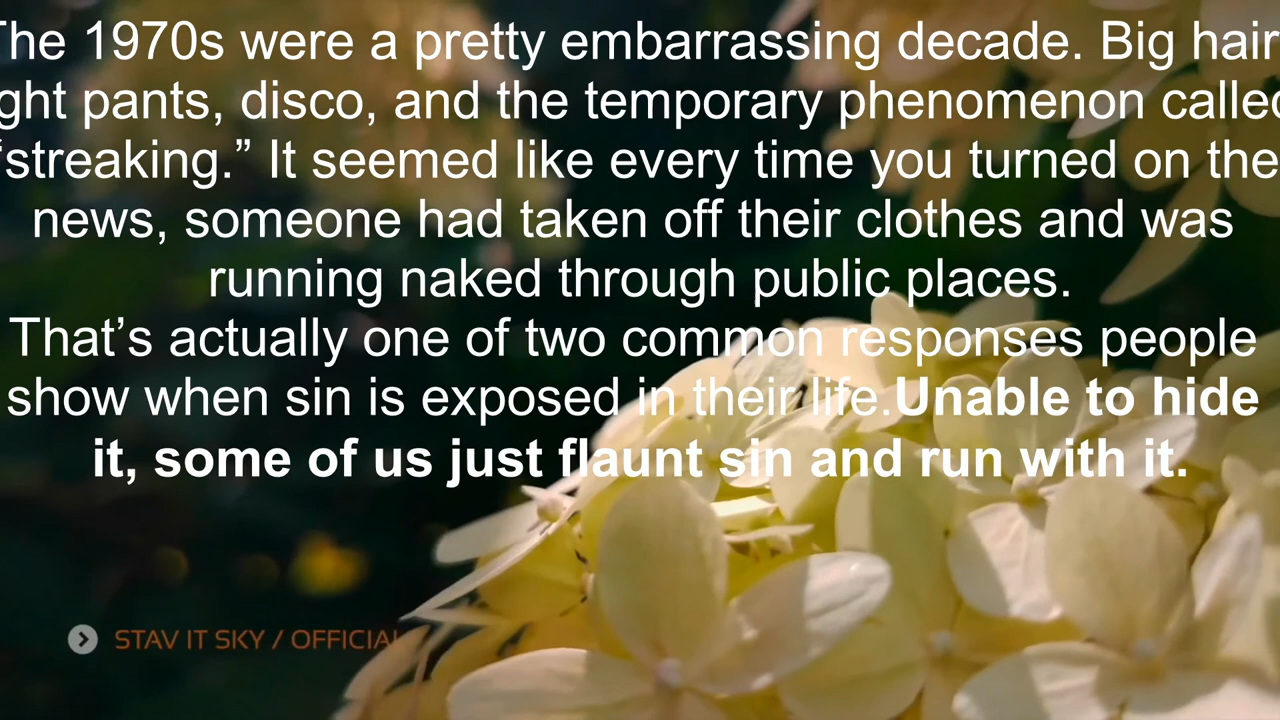 The 1970s were a pretty embarrassing decade. Big hair
ght pants, disco, and the temporary phenomenon called
“streaking.” It seemed like every time you turned on the
news, someone had taken off their clothes and was
running naked through public places.
That’s actually one of two common responses people
show when sin is exposed in their life.Unable to hide
it, some of us just flaunt sin and run with it.
STAV IT SKY / OFFICIAL